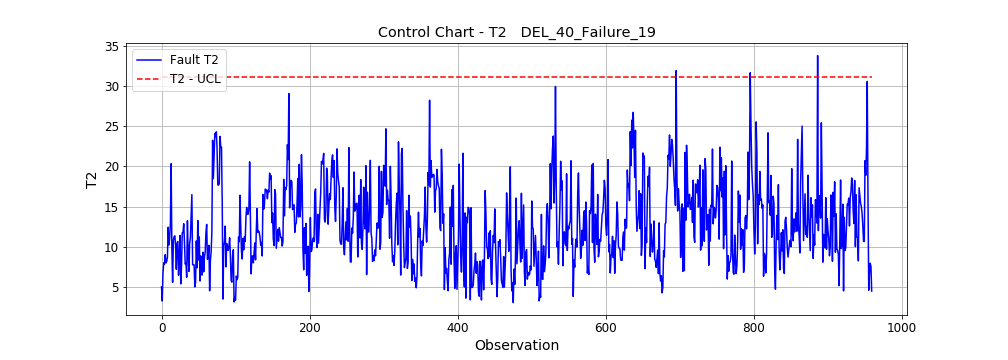 Control Chart - T2   DEL_40_Failure_19
35
Fault T2
T2 - UCL
30
25
20
15
10
5
T2
0
200
400
600
800
1000
Observation